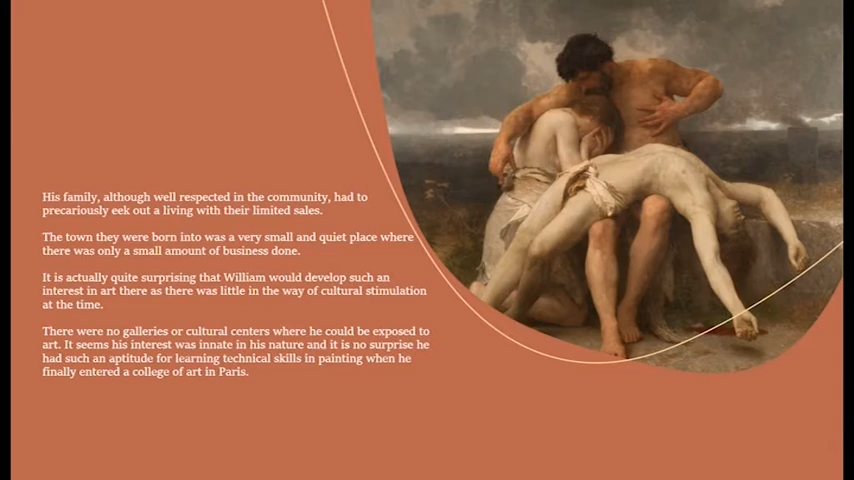 His family, although well respected in the community, had to
precariously eek out a living with their limited sales.
The town they were born into was a very small and quiet place where
there was only a small amount of business done.
It is actually quite surprising that William would develop such an
interest in art there as there was little in the way of cultural stimulation
at the time.
There were no galleries or cultural centers where he could be exposed to
art. It seems his interest was innate in his nature and it is no surprise he
had such an aptitude for learning technical skills in painting when he
finally entered a college of art in Paris.